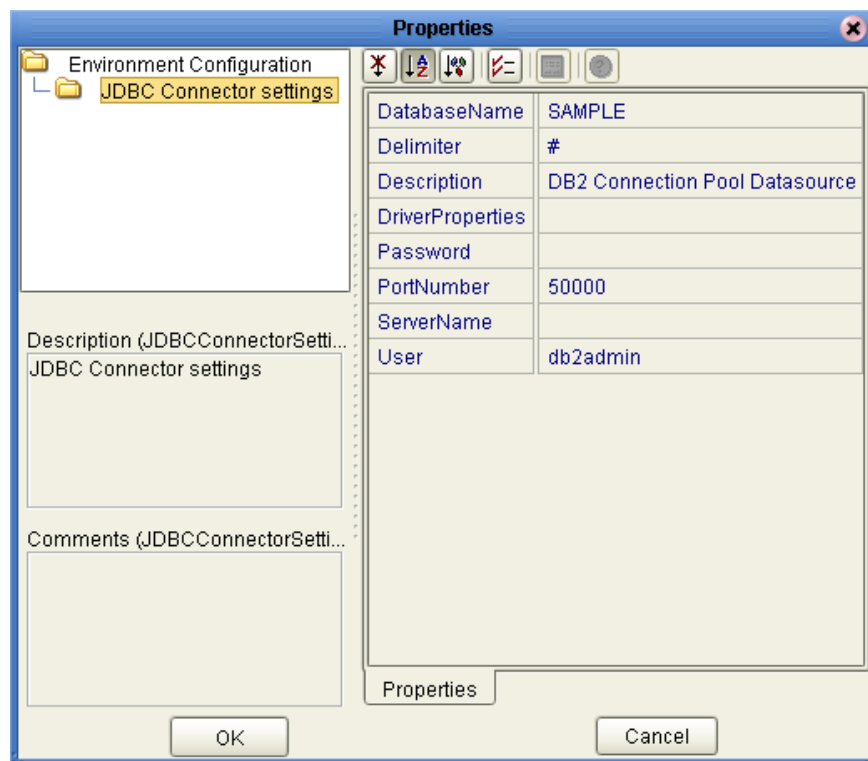 Properties
Environment Configuration
JDBC Connector settings
Description (JDBCConnectorSetti...
JDBC Connector settings
Comments (JDBCConnectorSetti...
DatabaseName SAMPLE
Delimiter #
Description DB2 Connection Pool Datasource
DriverProperties
Password
PortNumber 50000
ServerName
User db2admin
Properties
OK
Cancel